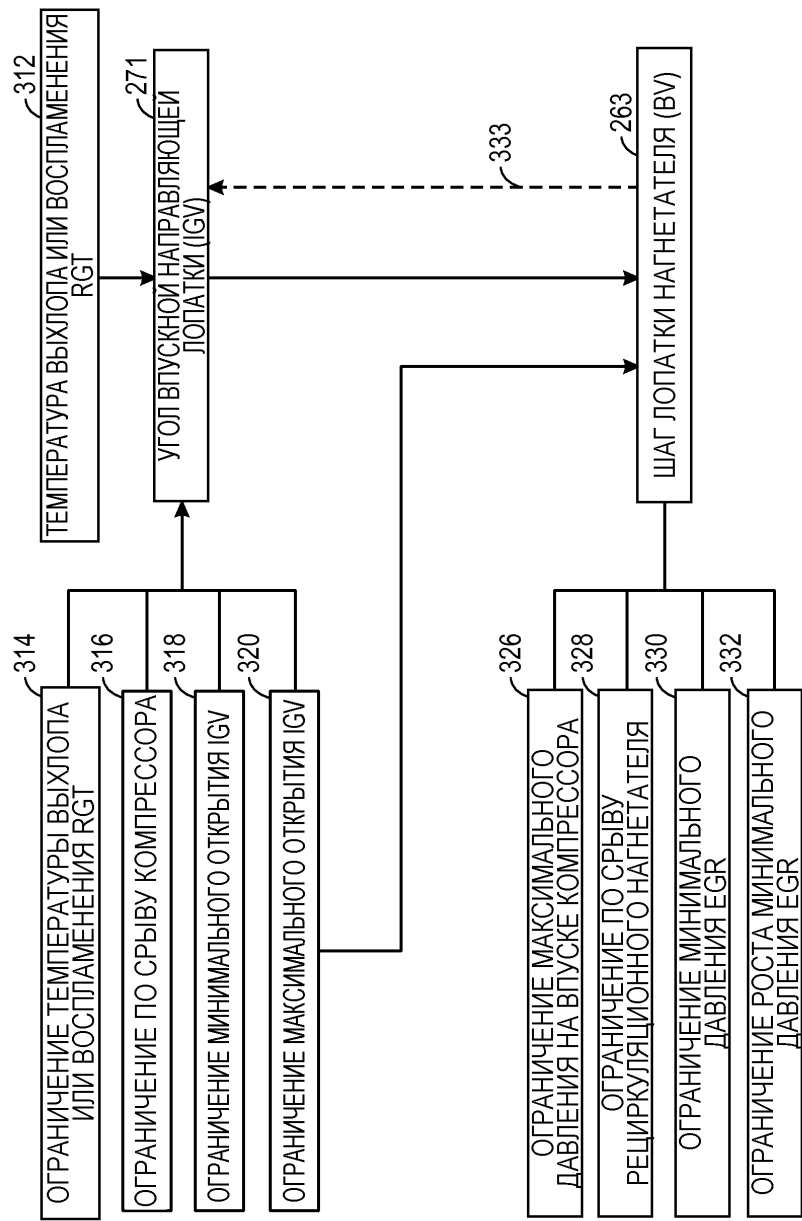 312
ТЕМПЕРАТУРА ВЫХЛОПА ИЛИ ВОСПЛАМЕНЕНИЯ
RGT
314
ОГРАНИЧЕНИЕ ТЕМПЕРАТУРЫ ВЫХЛОПА
ИЛИ ВОСПЛАМЕНЕНИЯ RGT
316
ОГРАНИЧЕНИЕ ПО СРЫВУ КОМПРЕССОРА
318
ОГРАНИЧЕНИЕ МИНИМАЛЬНОГО ОТКРЫТИЯ IGV
320
ОГРАНИЧЕНИЕ МАКСИМАЛЬНОГО ОТКРЫТИЯ IGV
271
УГОЛ ВПУСКНОЙ НАПРАВЛЯЮЩЕЙ
ЛОПАТКИ (IGV)
333
326
ОГРАНИЧЕНИЕ МАКСИМАЛЬНОГО
ДАВЛЕНИЯ НА ВПУСКЕ КОМПРЕССОРА
328
ОГРАНИЧЕНИЕ ПО СРЫВУ
РЕЦИРКУЛЯЦИОННОГО НАГНЕТАТЕЛЯ
330
ОГРАНИЧЕНИЕ МИНИМАЛЬНОГО
ДАВЛЕНИЯ EGR
332
ОГРАНИЧЕНИЕ РОСТА МИНИМАЛЬНОГО
ДАВЛЕНИЯ EGR
263
ШАГ ЛОПАТКИ НАГНЕТАТЕЛЯ (BV)